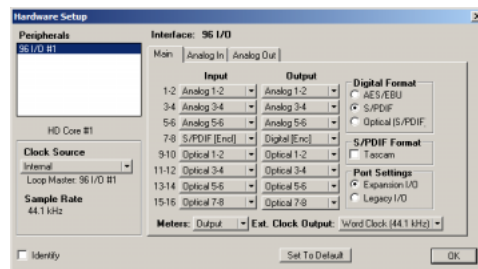 Hardware Setup
Peripherals
96 I/O #1
HD Core #1
Clock Source
Internal
Loop Master: 96 I/O #1
Sample Rate
44.1 kHz
Identify
Interface: 96 I/O
Main Analog In Analog Out
Input Output
1-2 Analog 1-2 Analog 1-2
3-4 Analog 3-4 Analog 3-4
5-6 Analog 5-6 Analog 5-6
7-8 S/PDIF [Encl] Digital [Enc]
9-10 Optical 1-2 Optical 1-2
11-12 Optical 3-4 Optical 3-4
13-14 Optical 5-6 Optical 5-6
15-16 Optical 7-8 Optical 7-8
Digital Format
AES/EBU
S/PDIF
Optical (S/PDIF)
S/PDIF Format
Tascam
Port Settings
Expansion I/O
Legacy I/O
Meters: Output Ext. Clock Output: Word Clock (44.1 kHz)
Set To Default
OK